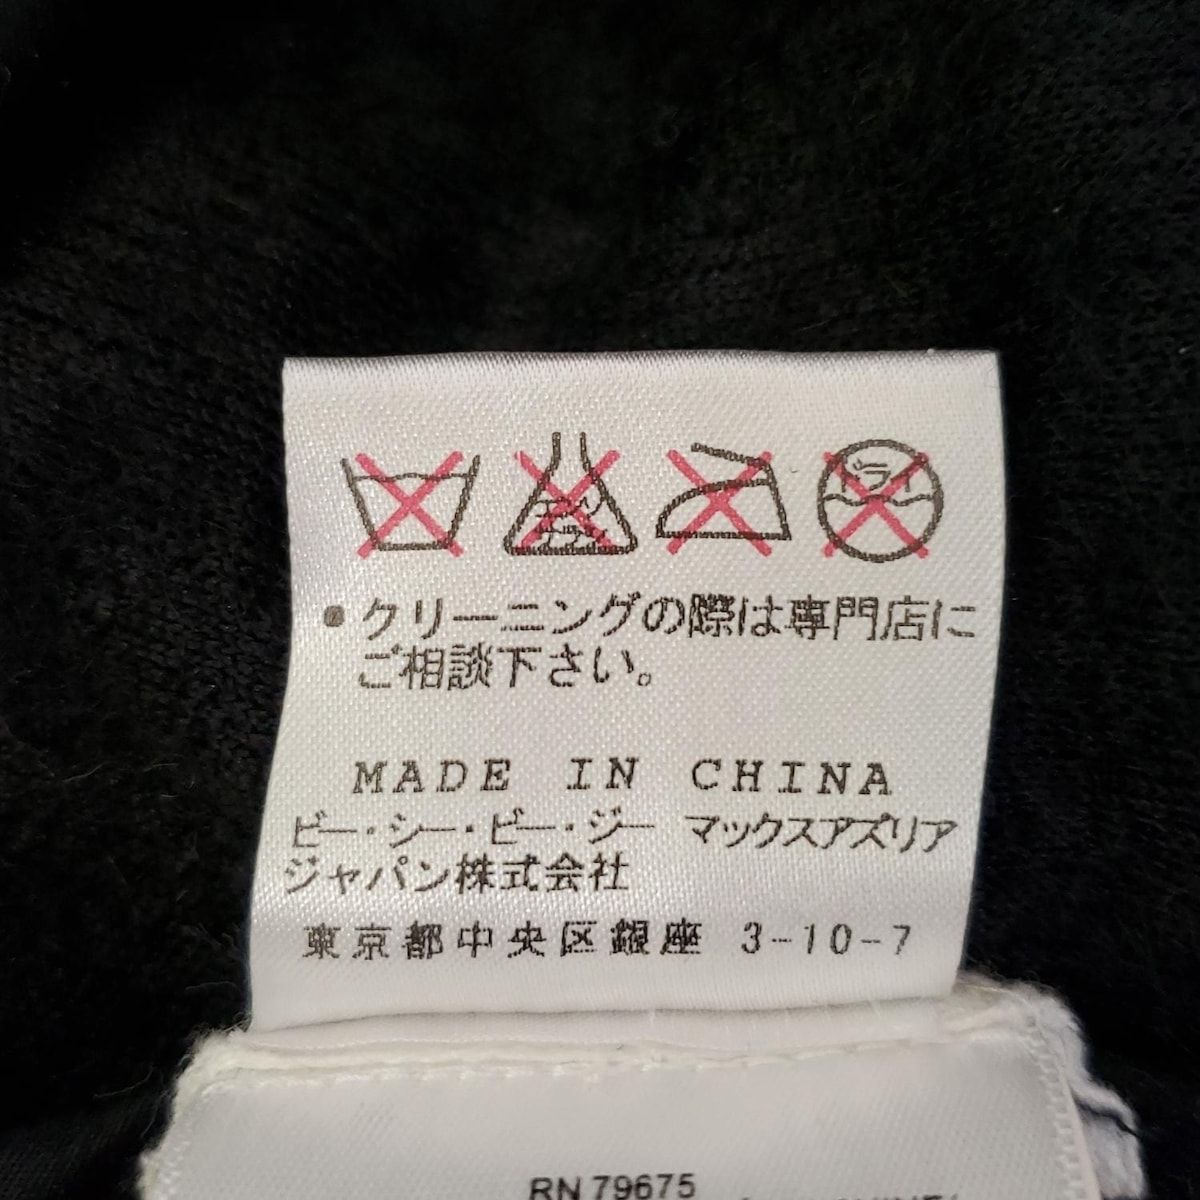 ドライ
・クリーニングの際は専門店に
ご相談下さい。
MADE IN CHINA
ビー・シー・ビー・ジー マックスアズリア
ジャパン株式会社
東京都中央区銀座 3-10-7
RN 79675